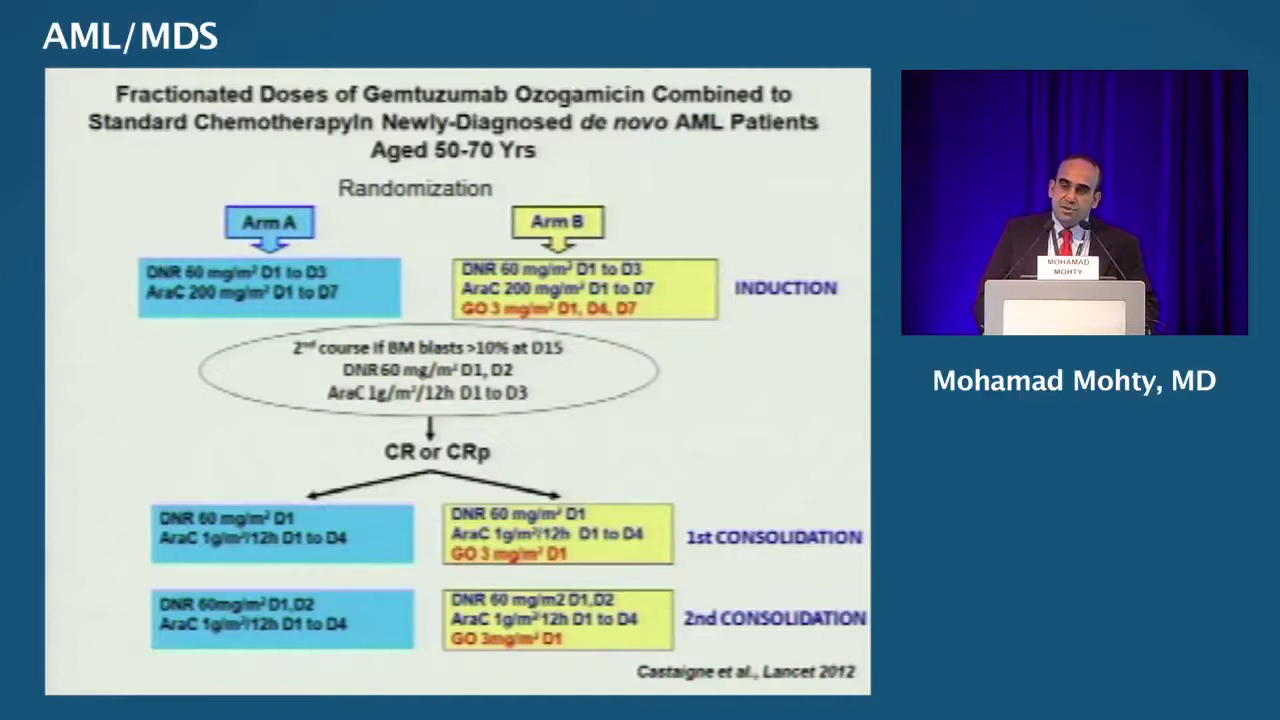 AML/MDS
Fractionated Doses of Gemtuzumab Ozogamicin Combined to
Standard ChemotherapyIn Newly-Diagnosed de novo AML Patients
Aged 50-70 Yrs
Randomization
Arm A
Arm B
DNR 60 mg/m² D1 to D3
AraC 200 mg/m² D1 to D7
DNR 60 mg/m² D1 to D3
AraC 200 mg/m² D1 to D7
GO 3 mg/m² D1, D4, D7
INDUCTION
2nd course if BM blasts >10% at D15
DNR 60 mg/m² D1, D2
AraC 1g/m²/12h D1 to D3
CR or CRp
DNR 60 mg/m² D1
AraC 1g/m²/12h D1 to D4
DNR 60 mg/m² D1
AraC 1g/m²/12h D1 to D4
GO 3 mg/m² D1
1st CONSOLIDATION
DNR 60mg/m² D1,D2
AraC 1g/m²/12h D1 to D4
DNR 60 mg/m2 D1,D2
AraC 1g/m²/12h D1 to D4
GO 3mg/m² D1
2nd CONSOLIDATION
Castaigne et al., Lancet 2012
MOHAMAD
MOHTY
Mohamad Mohty, MD